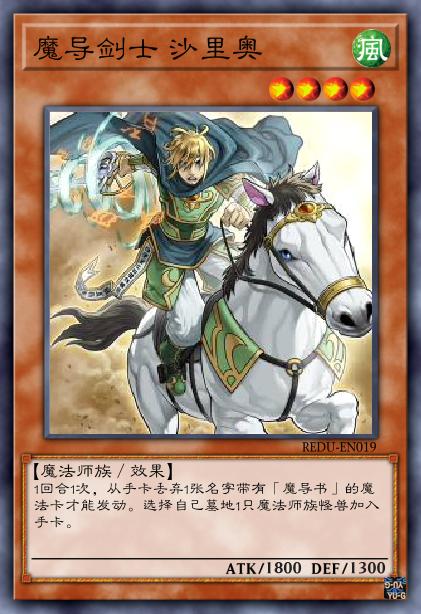 魔导剑士 沙里奥
風
REDU-EN019
【魔法师族/效果】
1回合1次，从手卡丢弃1张名字带有「魔导书」的魔
法卡才能发动。选择自己墓地1只魔法师族怪兽加入
手卡。
ATK/1800 DEF/1300